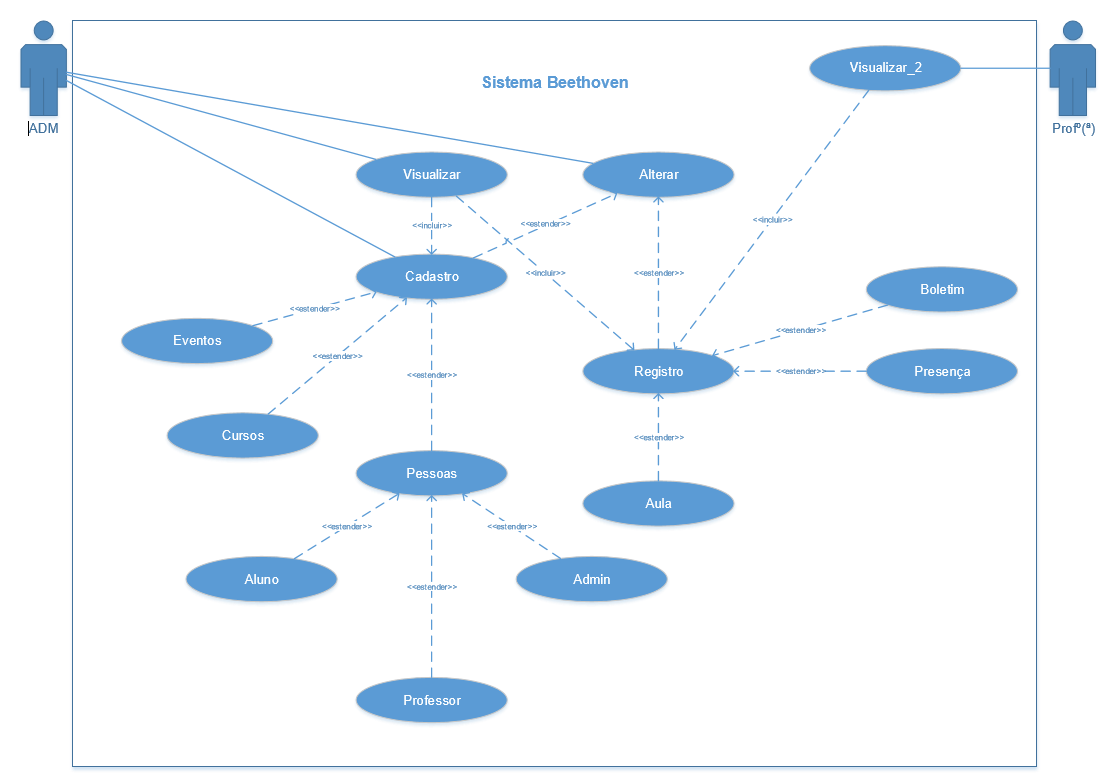 Visualizar_2
Sistema Beethoven
ADM
Profº(ª)
Visualizar
Alterar
<<incluir>>
<<estender>>
<<incluir>>
Cadastro
<<incluir>>
<<estender>>
Boletim
<<estender>>
Eventos
<<estender>>
<<estender>>
Registro
<<estender>>
Presença
<<estender>>
Cursos
<<estender>>
Pessoas
Aula
<<estender>>
<<estender>>
Aluno
<<estender>>
Admin
Professor